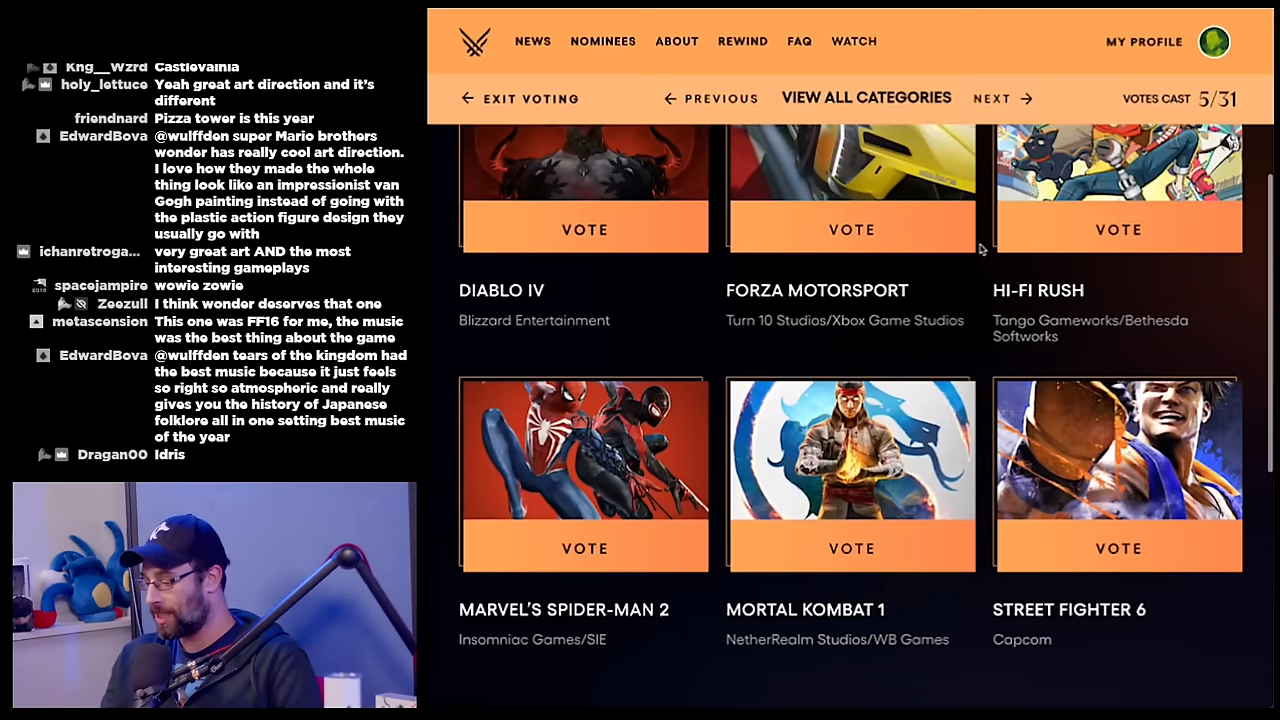 Kng__Wzrd Castlevainia
holy_lettuce Yeah great art direction and it's
different
friendnard Pizza tower is this year
EdwardBova @wulffden super Mario brothers
wonder has really cool art direction.
I love how they made the whole
thing look like an impressionist van
Gogh painting instead of going with
the plastic action figure design they
usually go with
ichanretroga... very great art AND the most
interesting gameplays
spacejampire wowie zowie
Zeezull I think wonder deserves that one
metascension This one was FF16 for me, the music
was the best thing about the game
EdwardBova @wulffden tears of the kingdom had
the best music because it just feels
so right so atmospheric and really
gives you the history of Japanese
folklore all in one setting best music
of the year
Dragan00 Idris
NEWS NOMINEES ABOUT REWIND FAQ WATCH MY PROFILE
EXIT VOTING PREVIOUS VIEW ALL CATEGORIES NEXT VOTES CAST 5/31
VOTE VOTE VOTE
DIABLO IV FORZA MOTORSPORT HI-FI RUSH
Blizzard Entertainment Turn 10 Studios/Xbox Game Studios Tango Gameworks/Bethesda
Softworks
VOTE VOTE VOTE
MARVEL'S SPIDER-MAN 2 MORTAL KOMBAT 1 STREET FIGHTER 6
Insomniac Games/SIE NetherRealm Studios/WB Games Capcom